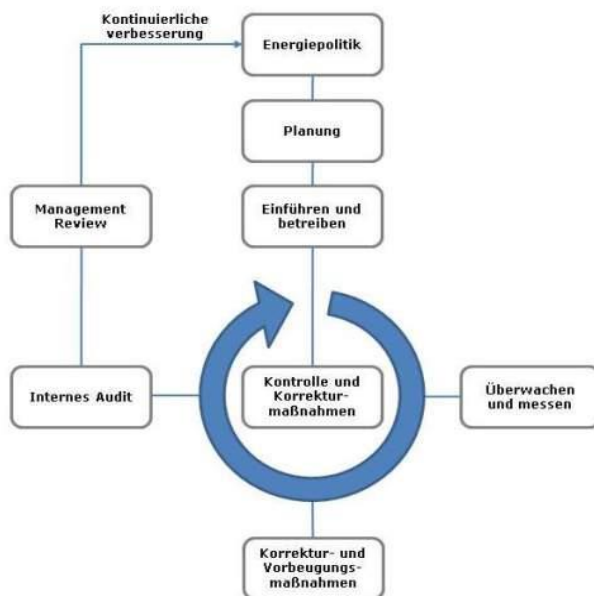 Kontinuierliche
verbesserung
Energiepolitik
Planung
Management
Review
Einführen und
betreiben
Internes Audit
Kontrolle und
Korrektur-
maßnahmen
Überwachen
und messen
Korrektur- und
Vorbeugungs-
maßnahmen